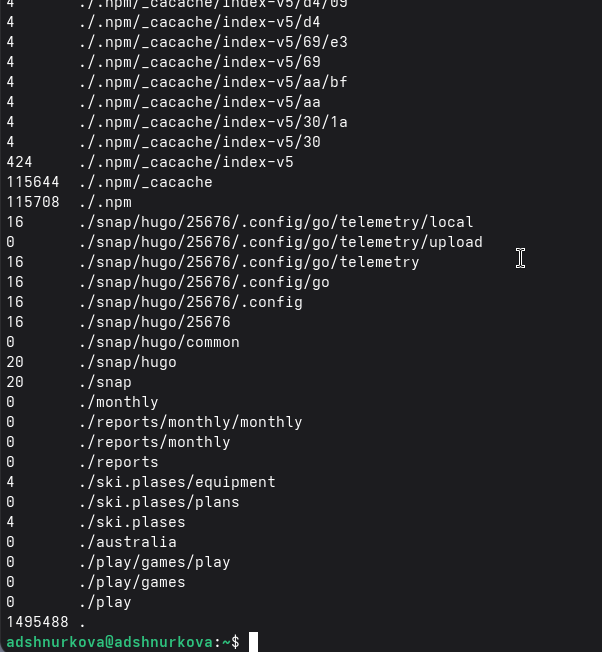 4       ./.npm/_cacache/index-v5/d4/09
4       ./.npm/_cacache/index-v5/d4
4       ./.npm/_cacache/index-v5/69/e3
4       ./.npm/_cacache/index-v5/69
4       ./.npm/_cacache/index-v5/aa/bf
4       ./.npm/_cacache/index-v5/aa
4       ./.npm/_cacache/index-v5/30/1a
4       ./.npm/_cacache/index-v5/30
424     ./.npm/_cacache/index-v5
115644  ./.npm/_cacache
115708  ./.npm
16      ./snap/hugo/25676/.config/go/telemetry/local
0       ./snap/hugo/25676/.config/go/telemetry/upload
16      ./snap/hugo/25676/.config/go/telemetry
16      ./snap/hugo/25676/.config/go
16      ./snap/hugo/25676/.config
16      ./snap/hugo/25676
0       ./snap/hugo/common
20      ./snap/hugo
20      ./snap
0       ./monthly
0       ./reports/monthly/monthly
0       ./reports/monthly
0       ./reports
4       ./ski.plases/equipment
0       ./ski.plases/plans
4       ./ski.plases
0       ./australia
0       ./play/games/play
0       ./play/games
0       ./play
1495488 .
adshnurkova@adshnurkova:~$